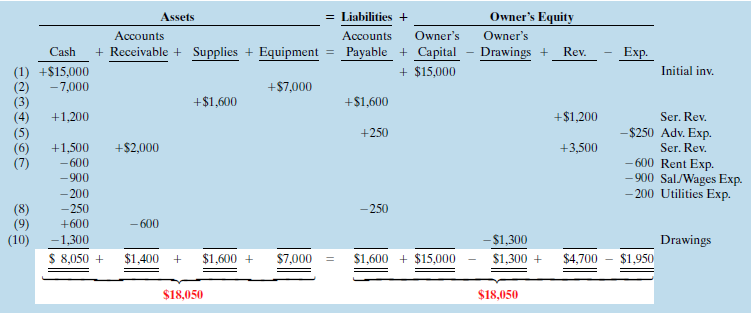 Assets = Liabilities + Owner's Equity
Accounts Accounts Owner's Owner's
Cash + Receivable + Supplies + Equipment = Payable + Capital − Drawings + Rev. − Exp.
(1) +$15,000 + $15,000 Initial inv.
(2) −7,000 +$7,000
(3) +$1,600 +$1,600
(4) +1,200 +$1,200 Ser. Rev.
(5) +250 −$250 Adv. Exp.
(6) +1,500 +$2,000 +3,500 Ser. Rev.
(7) −600 −600 Rent Exp.
−900 −900 Sal./Wages Exp.
−200 −200 Utilities Exp.
(8) −250 −250
(9) +600 −600
(10) −1,300 −$1,300 Drawings
$ 8,050 + $1,400 + $1,600 + $7,000 = $1,600 + $15,000 − $1,300 + $4,700 − $1,950
$18,050 $18,050